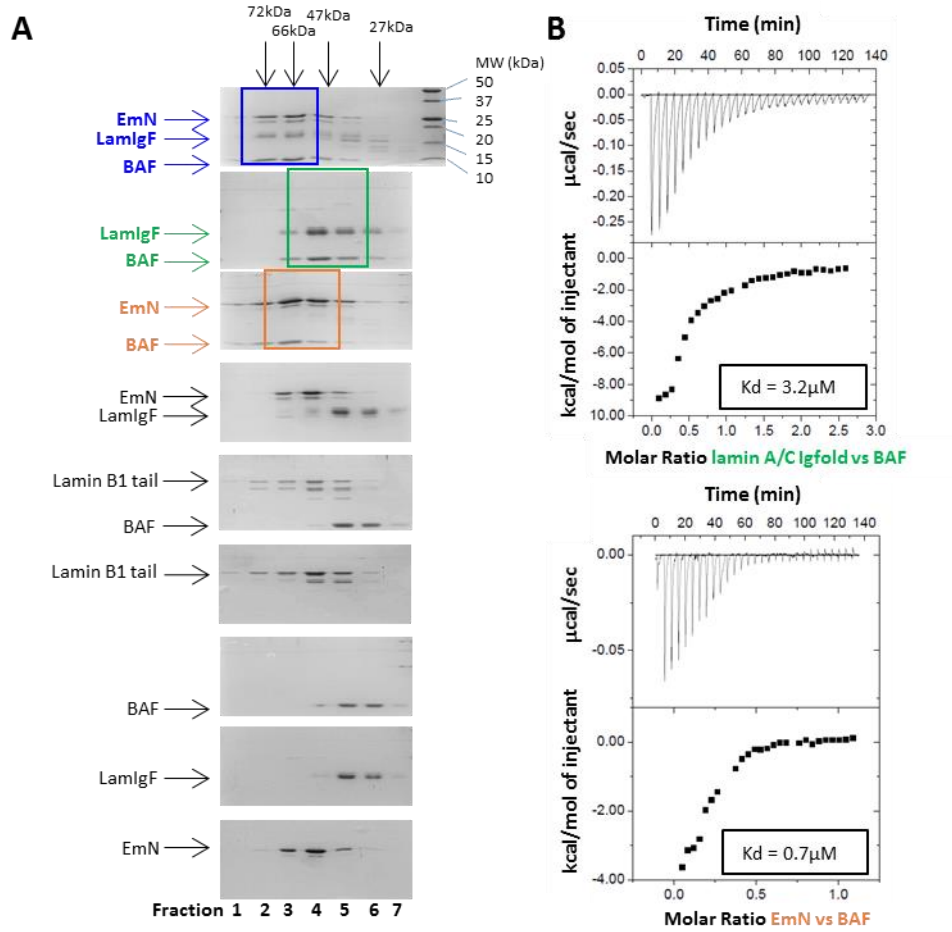 A
72kDa
66kDa
47kDa
27kDa
MW (kDa)
50
37
25
20
15
10
EmN
LamIgF
BAF
LamIgF
BAF
EmN
BAF
EmN
LamIgF
Lamin B1 tail
BAF
Lamin B1 tail
BAF
LamIgF
EmN
Fraction 1 2 3 4 5 6 7
B
Time (min)
0 20 40 60 80 100 120 140
0.05
0.00
-0.05
-0.10
-0.15
-0.20
-0.25
µcal/sec
0.00
-2.00
-4.00
-6.00
-8.00
10.00
kcal/mol of injectant
Kd = 3.2µM
0.0 0.5 1.0 1.5 2.0 2.5 3.0
Molar Ratio lamin A/C Igfold vs BAF
Time (min)
0 20 40 60 80 100 120 140
0.00
-0.05
µcal/sec
0.00
-2.00
-4.00
kcal/mol of injectant
Kd = 0.7µM
0.0 0.5 1.0
Molar Ratio EmN vs BAF